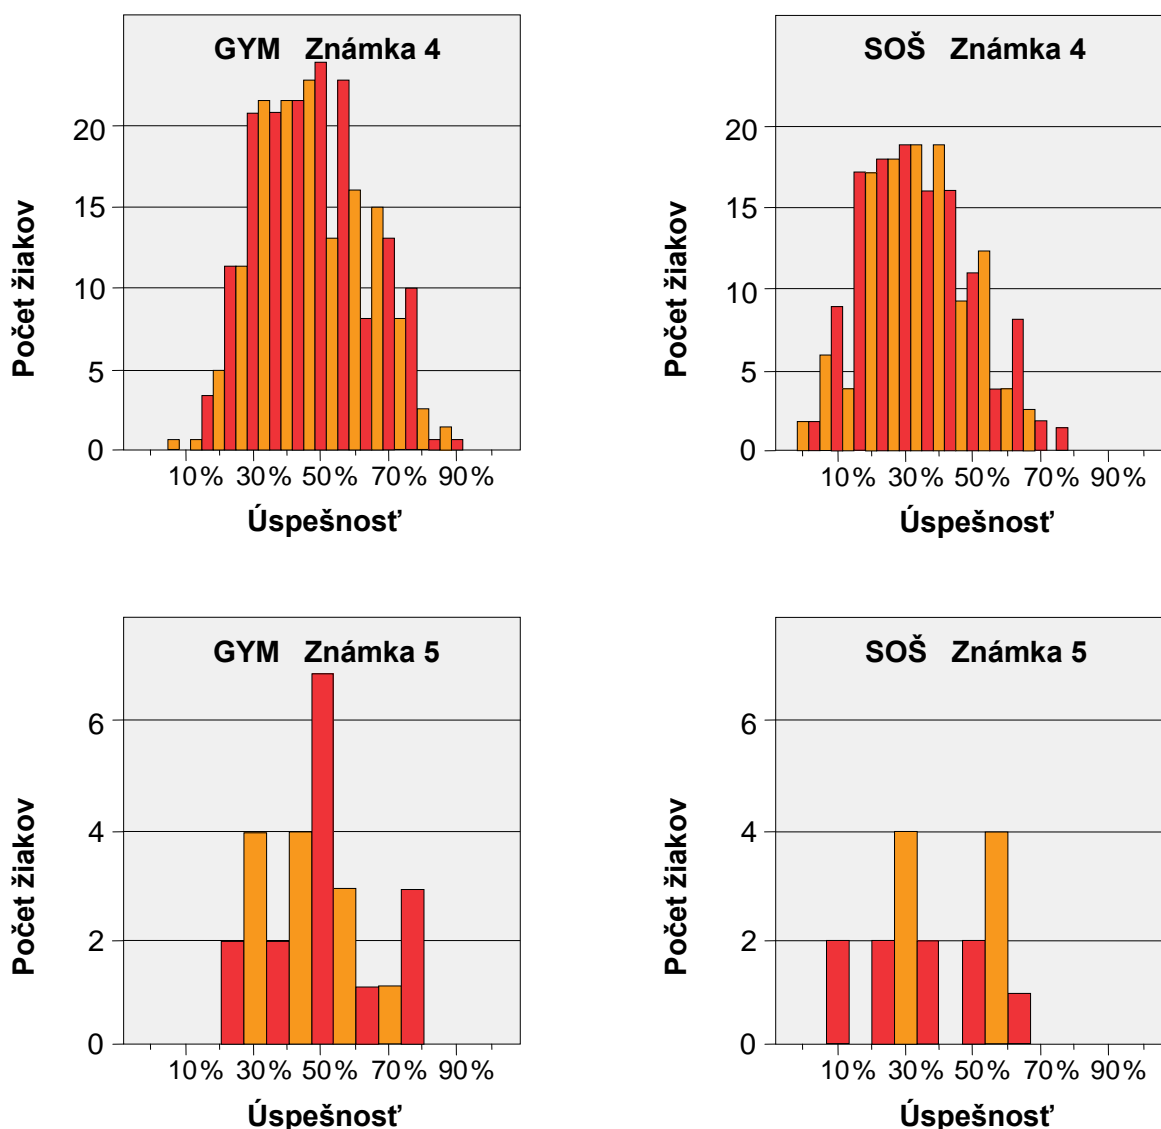 GYM Známka 4
20
15
10
5
0
Počet žiakov
10 % 30 % 50 % 70 % 90 %
Úspešnosť
SOŠ Známka 4
20
15
10
5
0
Počet žiakov
10 % 30 % 50 % 70 % 90 %
Úspešnosť
GYM Známka 5
6
4
2
0
Počet žiakov
10 % 30 % 50 % 70 % 90 %
Úspešnosť
SOŠ Známka 5
6
4
2
0
Počet žiakov
10 % 30 % 50 % 70 % 90 %
Úspešnosť